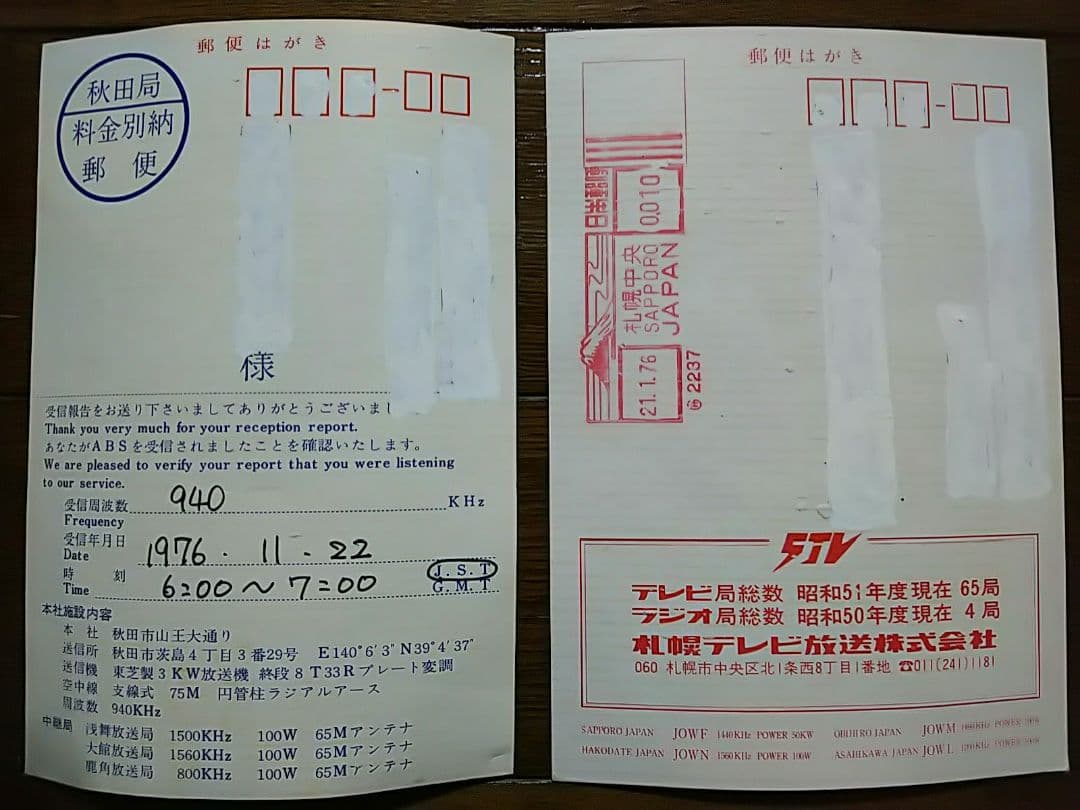 郵便はがき
秋田局
料金別納
郵便
様
受信報告をお送り下さいましてありがとうございまし
Thank you very much for your reception report.
あなたがABSを受信されましたことを確認いたします。
We are pleased to verify your report that you were listening
to our service.
受信周波数 940 KHz
Frequency
受信年月日 1976. 11. 22
Date
時刻 6:00～7:00 J.S.T
Time G.M.T
本社施設内容
本社 秋田市山王大通り
送信所 秋田市茨島4丁目3番29号 E140°6′3″N39°4′37″
送信機 東芝製3KW放送機 終段8T33Rプレート変調
空中線 支線式 75M 円管柱ラジアルアース
周波数 940KHz
中継局 浅舞放送局 1500KHz 100W 65Mアンテナ
大館放送局 1560KHz 100W 65Mアンテナ
鹿角放送局 800KHz 100W 65Mアンテナ
郵便はがき
日本郵便
0,010
札幌中央
SAPPORO
JAPAN
21.1.76
2237
STV
テレビ局総数 昭和51年度現在 65局
ラジオ局総数 昭和50年度現在 4局
札幌テレビ放送株式会社
060 札幌市中央区北1条西8丁目1番地 ☎011(241)1181
SAPPORO JAPAN JOWF 1440KHz POWER 50KW OBIHIRO JAPAN JOWM POWER
HAKODATE JAPAN JOWN 1560KHz POWER 100W ASAHIKAWA JAPAN JOWL POWER